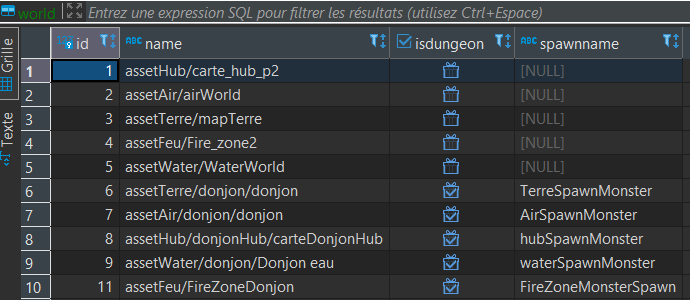 world Entrez une expression SQL pour filtrer les résultats (utilisez Ctrl+Espace)
Grille
Texte
id name isdungeon spawnname
1 1 assetHub/carte_hub_p2 [NULL]
2 2 assetAir/airWorld [NULL]
3 3 assetTerre/mapTerre [NULL]
4 4 assetFeu/Fire_zone2 [NULL]
5 5 assetWater/WaterWorld [NULL]
6 6 assetTerre/donjon/donjon TerreSpawnMonster
7 7 assetAir/donjon/donjon AirSpawnMonster
8 8 assetHub/donjonHub/carteDonjonHub hubSpawnMonster
9 9 assetWater/donjon/Donjon eau waterSpawnMonster
10 11 assetFeu/FireZoneDonjon FireZoneMonsterSpawn